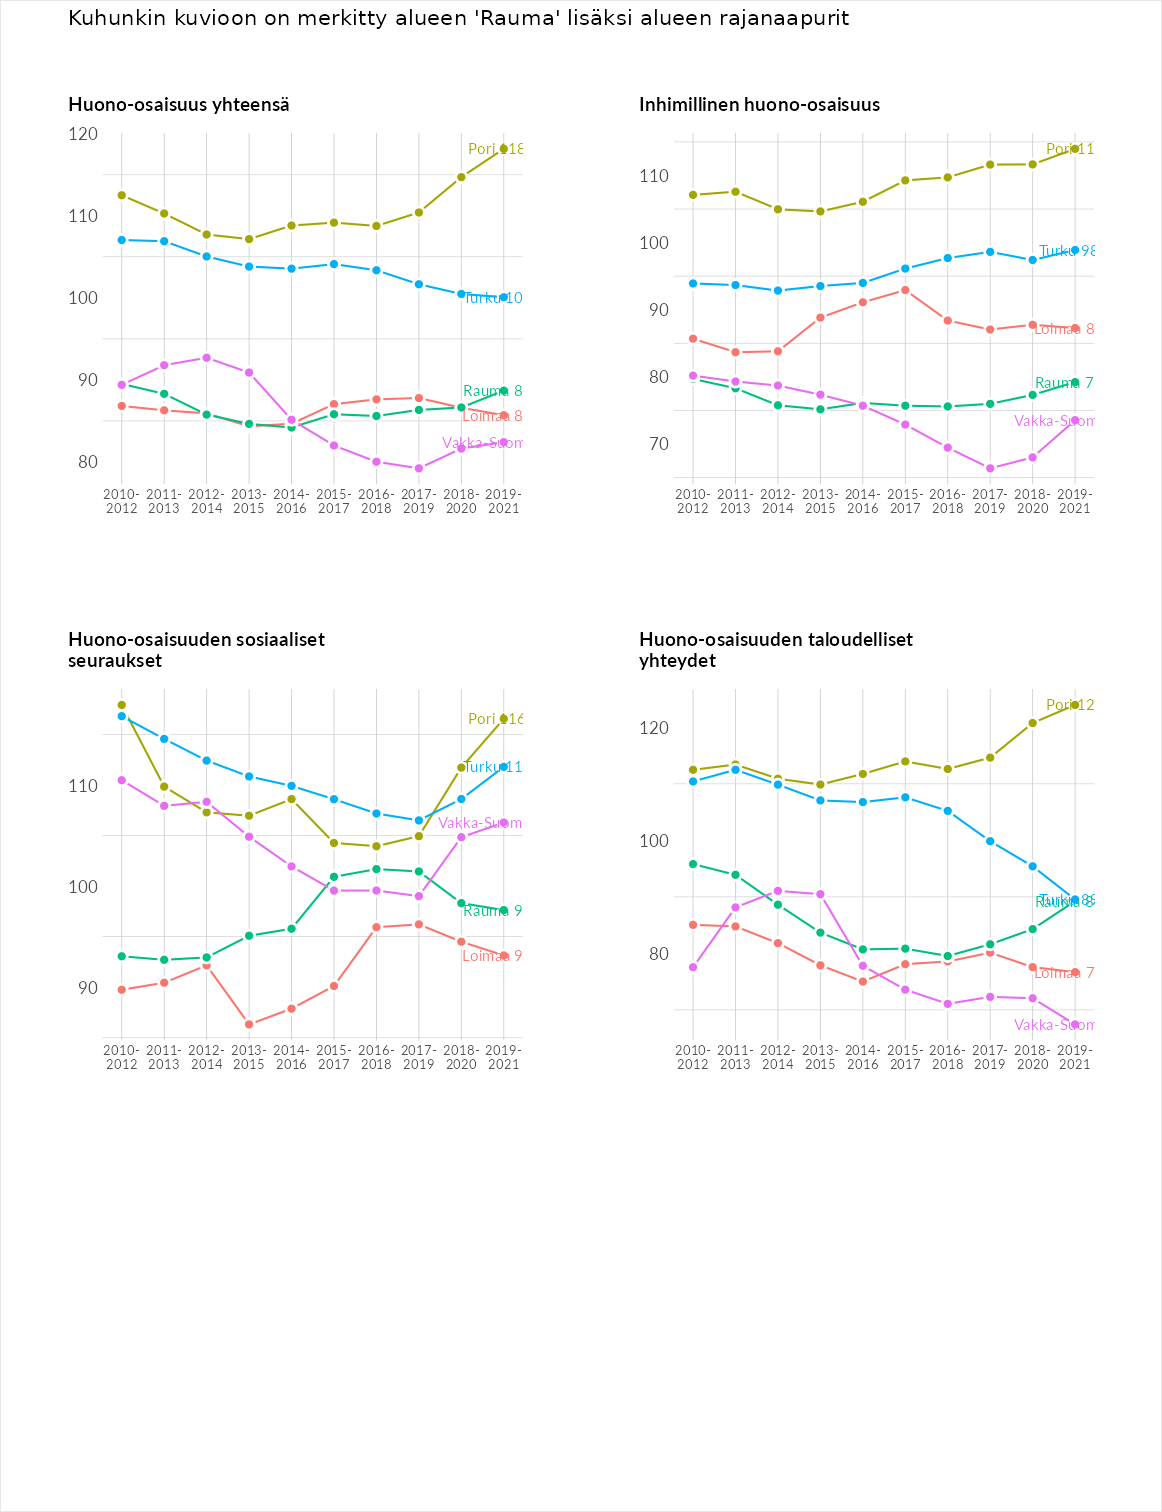 Kuhunkin kuvioon on merkitty alueen 'Rauma' lisäksi alueen rajanaapurit
Huono-osaisuus yhteensä
120
110
100
90
80
Pori 118
Turku 10
Rauma 8
Loimaa 8
Vakka-Suom
2010- 2011- 2012- 2013- 2014- 2015- 2016- 2017- 2018- 2019-
2012 2013 2014 2015 2016 2017 2018 2019 2020 2021
Inhimillinen huono-osaisuus
110
100
90
80
70
Pori 11
Turku 98
Loimaa 8
Rauma 7
Vakka-Suom
2010- 2011- 2012- 2013- 2014- 2015- 2016- 2017- 2018- 2019-
2012 2013 2014 2015 2016 2017 2018 2019 2020 2021
Huono-osaisuuden sosiaaliset
seuraukset
110
100
90
Pori 116
Turku 11
Vakka-Suom
Rauma 9
Loimaa 9
2010- 2011- 2012- 2013- 2014- 2015- 2016- 2017- 2018- 2019-
2012 2013 2014 2015 2016 2017 2018 2019 2020 2021
Huono-osaisuuden taloudelliset
yhteydet
120
100
80
Pori 12
Turku 89
Rauma 8
Loimaa 7
Vakka-Suom
2010- 2011- 2012- 2013- 2014- 2015- 2016- 2017- 2018- 2019-
2012 2013 2014 2015 2016 2017 2018 2019 2020 2021